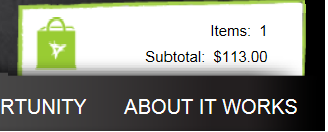 Items: 1
Subtotal: $113.00
RTUNITY ABOUT IT WORKS